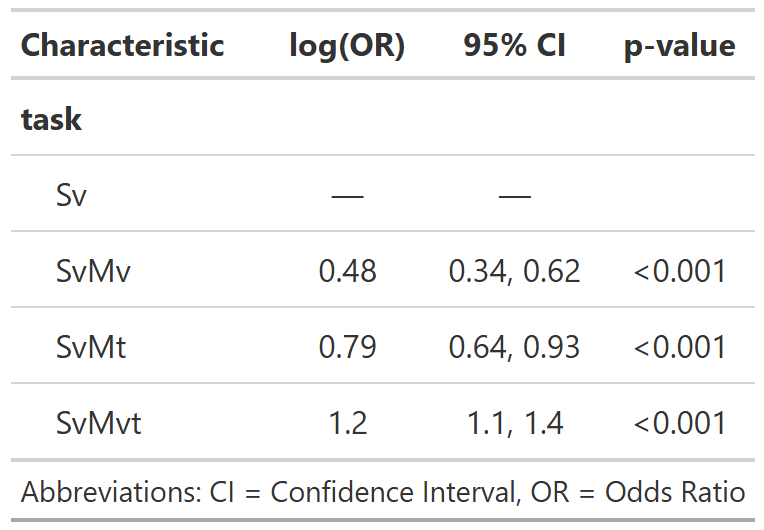 Characteristic log(OR) 95% CI p-value
task
Sv — —
SvMv 0.48 0.34, 0.62 <0.001
SvMt 0.79 0.64, 0.93 <0.001
SvMvt 1.2 1.1, 1.4 <0.001
Abbreviations: CI = Confidence Interval, OR = Odds Ratio